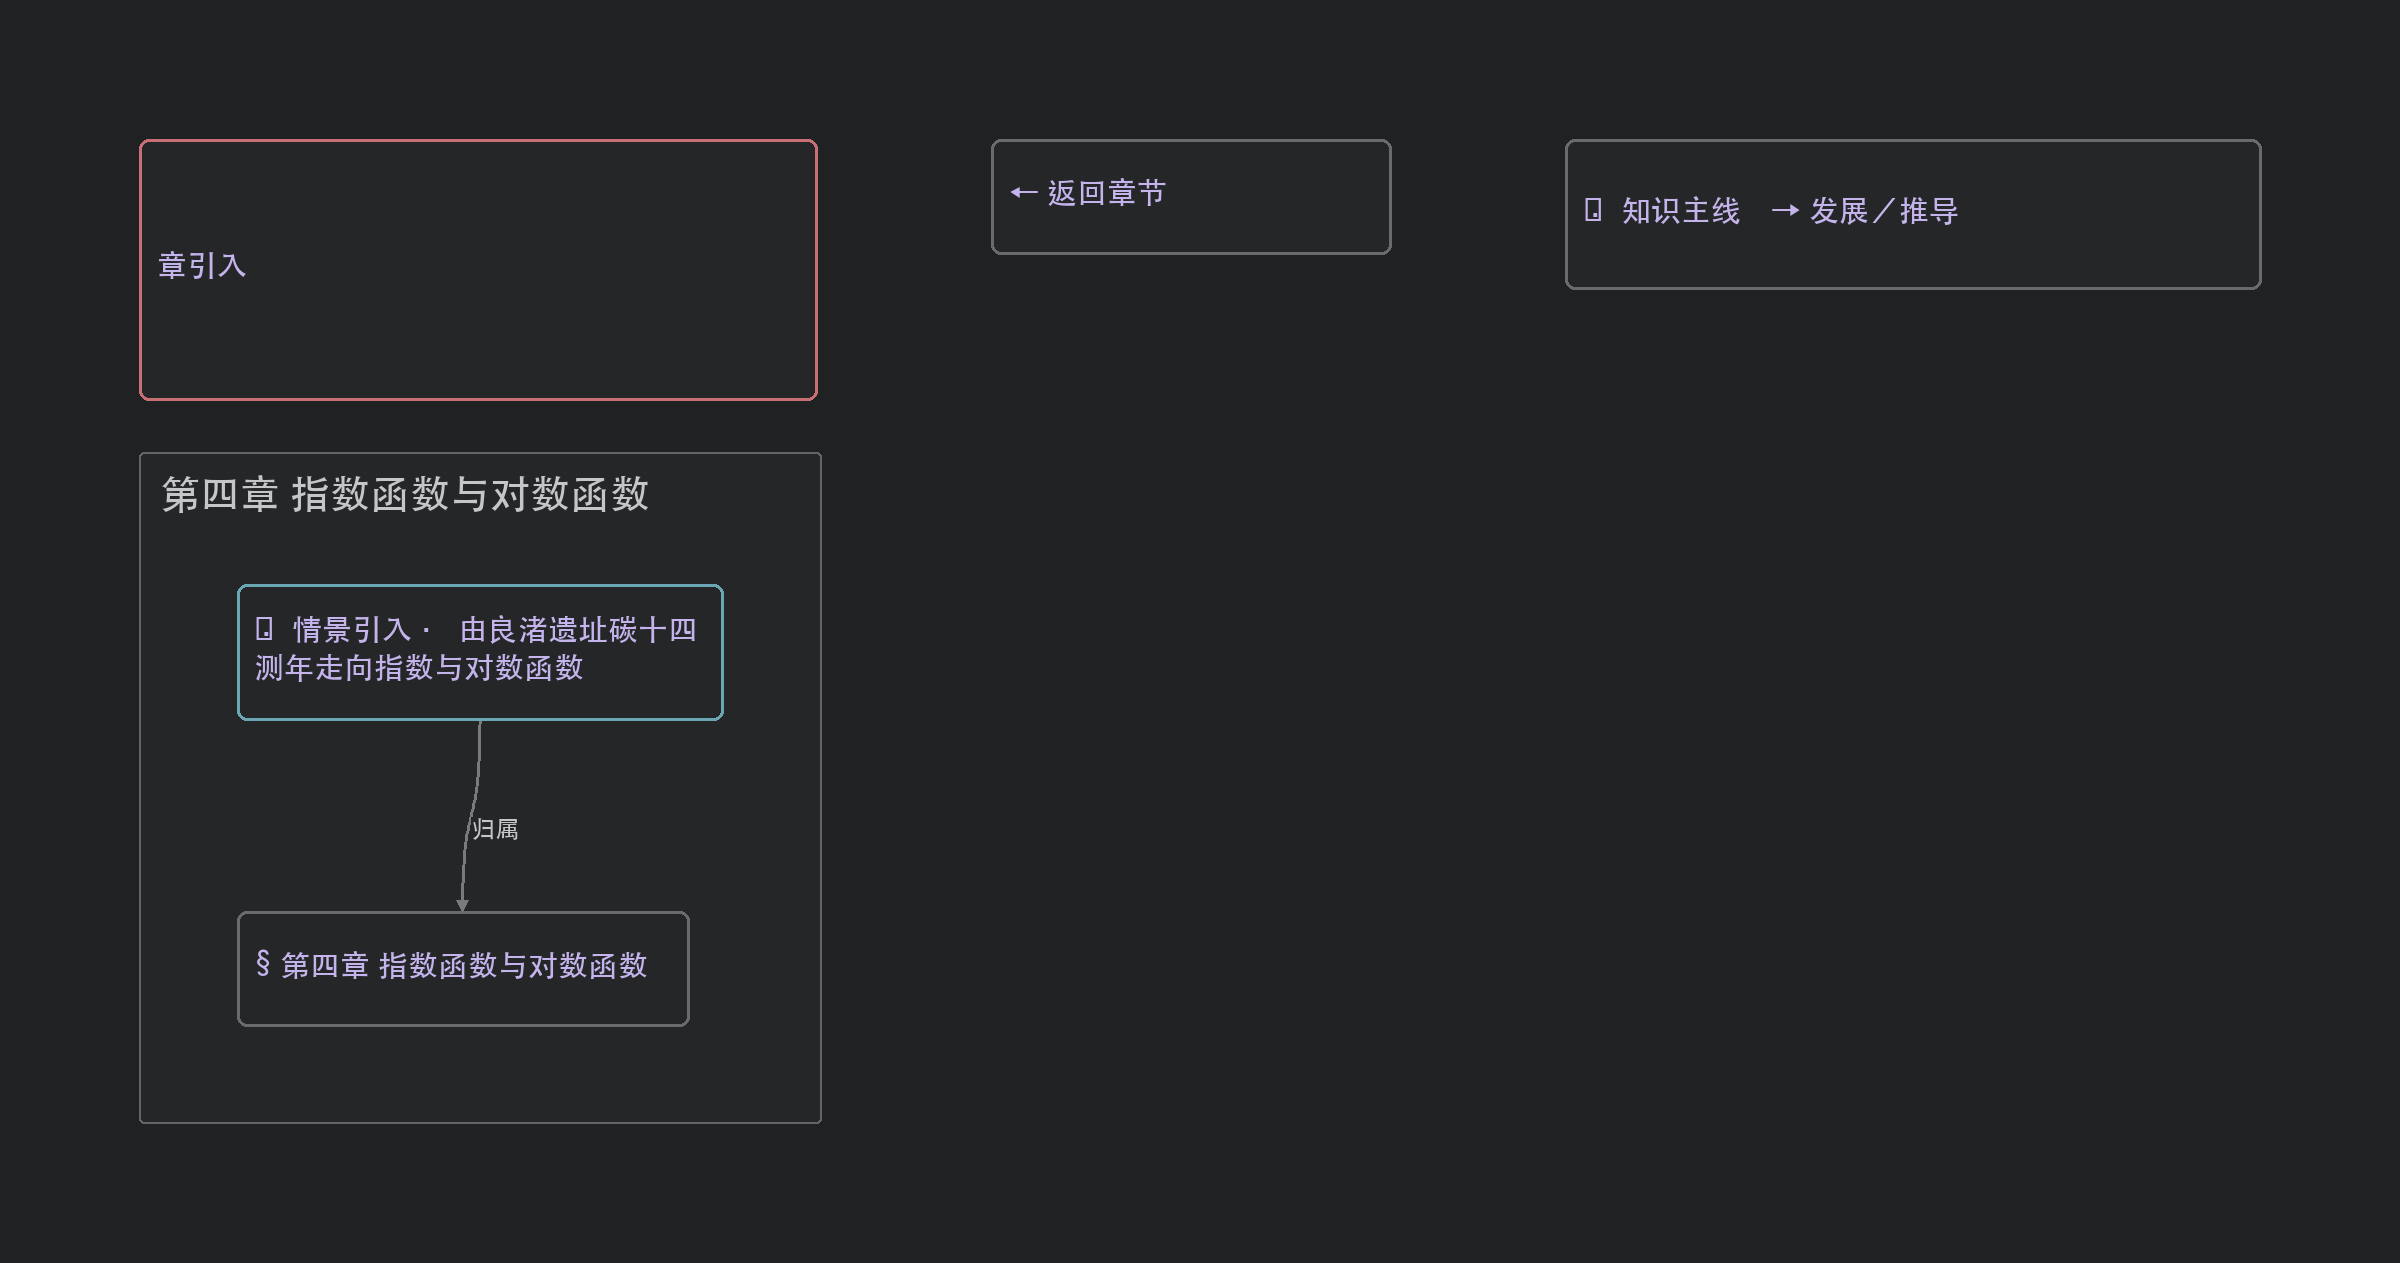 章引入
← 返回章节
知识主线 → 发展／推导
第四章 指数函数与对数函数
情景引入· 由良渚遗址碳十四
测年走向指数与对数函数
归属
§ 第四章 指数函数与对数函数